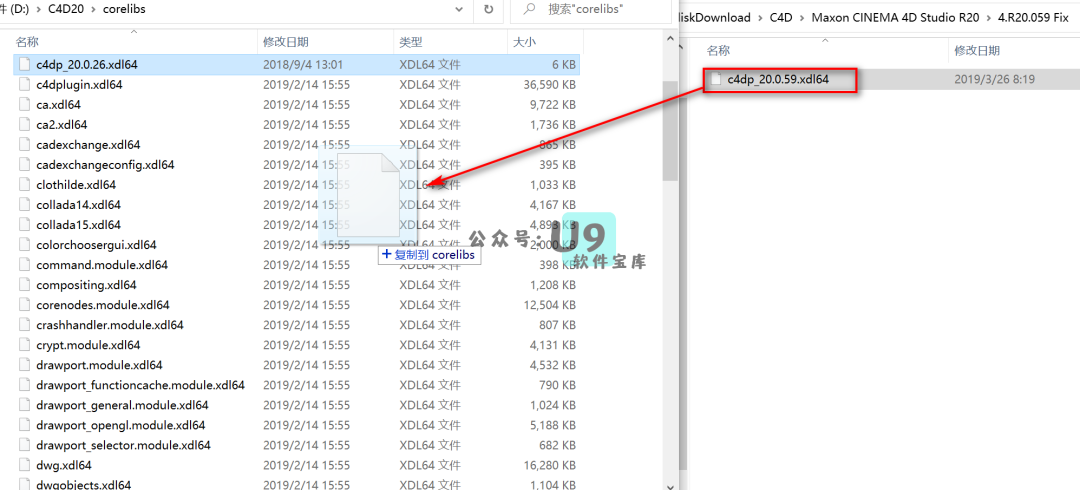 件 (D:) > C4D20 > corelibs
搜索"corelibs"
名称 修改日期 类型 大小
c4dp_20.0.26.xdl64 2018/9/4 13:01 XDL64 文件 6 KB
c4dplugin.xdl64 2019/2/14 15:55 XDL64 文件 36,590 KB
ca.xdl64 2019/2/14 15:55 XDL64 文件 9,722 KB
ca2.xdl64 2019/2/14 15:55 XDL64 文件 1,736 KB
cadexchange.xdl64 2019/2/14 15:55 XDL64 文件 865 KB
cadexchangeconfig.xdl64 2019/2/14 15:55 XDL64 文件 395 KB
clothilde.xdl64 2019/2/14 15:55 XDL64 文件 1,033 KB
collada14.xdl64 2019/2/14 15:55 XDL64 文件 4,167 KB
collada15.xdl64 2019/2/14 15:55 XDL64 文件 4,893 KB
colorchoosergui.xdl64 2019/2/14 15:55 2,000 KB
command.module.xdl64 2019/2/14 15:55 XDL64 文件 398 KB
compositing.xdl64 2019/2/14 15:55 XDL64 文件 1,208 KB
corenodes.module.xdl64 2019/2/14 15:55 XDL64 文件 12,504 KB
crashhandler.module.xdl64 2019/2/14 15:55 XDL64 文件 807 KB
crypt.module.xdl64 2019/2/14 15:55 XDL64 文件 4,131 KB
drawport.module.xdl64 2019/2/14 15:55 XDL64 文件 4,532 KB
drawport_functioncache.module.xdl64 2019/2/14 15:55 XDL64 文件 790 KB
drawport_general.module.xdl64 2019/2/14 15:55 XDL64 文件 1,024 KB
drawport_opengl.module.xdl64 2019/2/14 15:55 XDL64 文件 5,188 KB
drawport_selector.module.xdl64 2019/2/14 15:55 XDL64 文件 682 KB
dwg.xdl64 2019/2/14 15:55 XDL64 文件 16,280 KB
dwgobjects.xdl64 2019/2/14 15:55 XDL64 文件 1,104 KB
+复制到 corelibs
公众号: U9
软件宝库
diskDownload > C4D > Maxon CINEMA 4D Studio R20 > 4.R20.059 Fix
名称 修改日期
c4dp_20.0.59.xdl64 2019/3/26 8:19